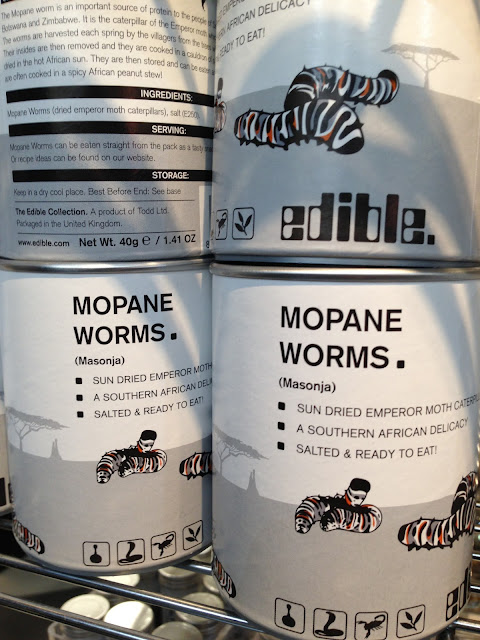 The Mopane worm is an important source of protein to the people
Botswana and Zimbabwe. It is the caterpillar of the Emperor moth
The worms are harvested each spring by the villagers from the
Their insides are then removed and they are cooked in a cauldron
dried in the hot African sun. They are then stored and can be
are often cooked in a spicy African peanut stew!
INGREDIENTS:
Mopane Worms (dried emperor moth caterpillars), salt (E250).
SERVING:
Mopane Worms can be eaten straight from the pack as a tasty
Or recipe ideas can be found on our website.
STORAGE:
Keep in a dry cool place. Best Before End: See base
The Edible Collection. A product of Todd Ltd.
Packaged in the United Kingdom.
www.edible.com Net Wt. 40g e / 1.41 OZ
AFRICAN DELICACY
READY TO EAT!
edible.
MOPANE
WORMS.
(Masonja)
SUN DRIED EMPEROR MOTH
A SOUTHERN AFRICAN
SALTED & READY TO EAT!
MOPANE
WORMS.
(Masonja)
SUN DRIED EMPEROR MOTH
A SOUTHERN AFRICAN DELICACY
SALTED & READY TO EAT!